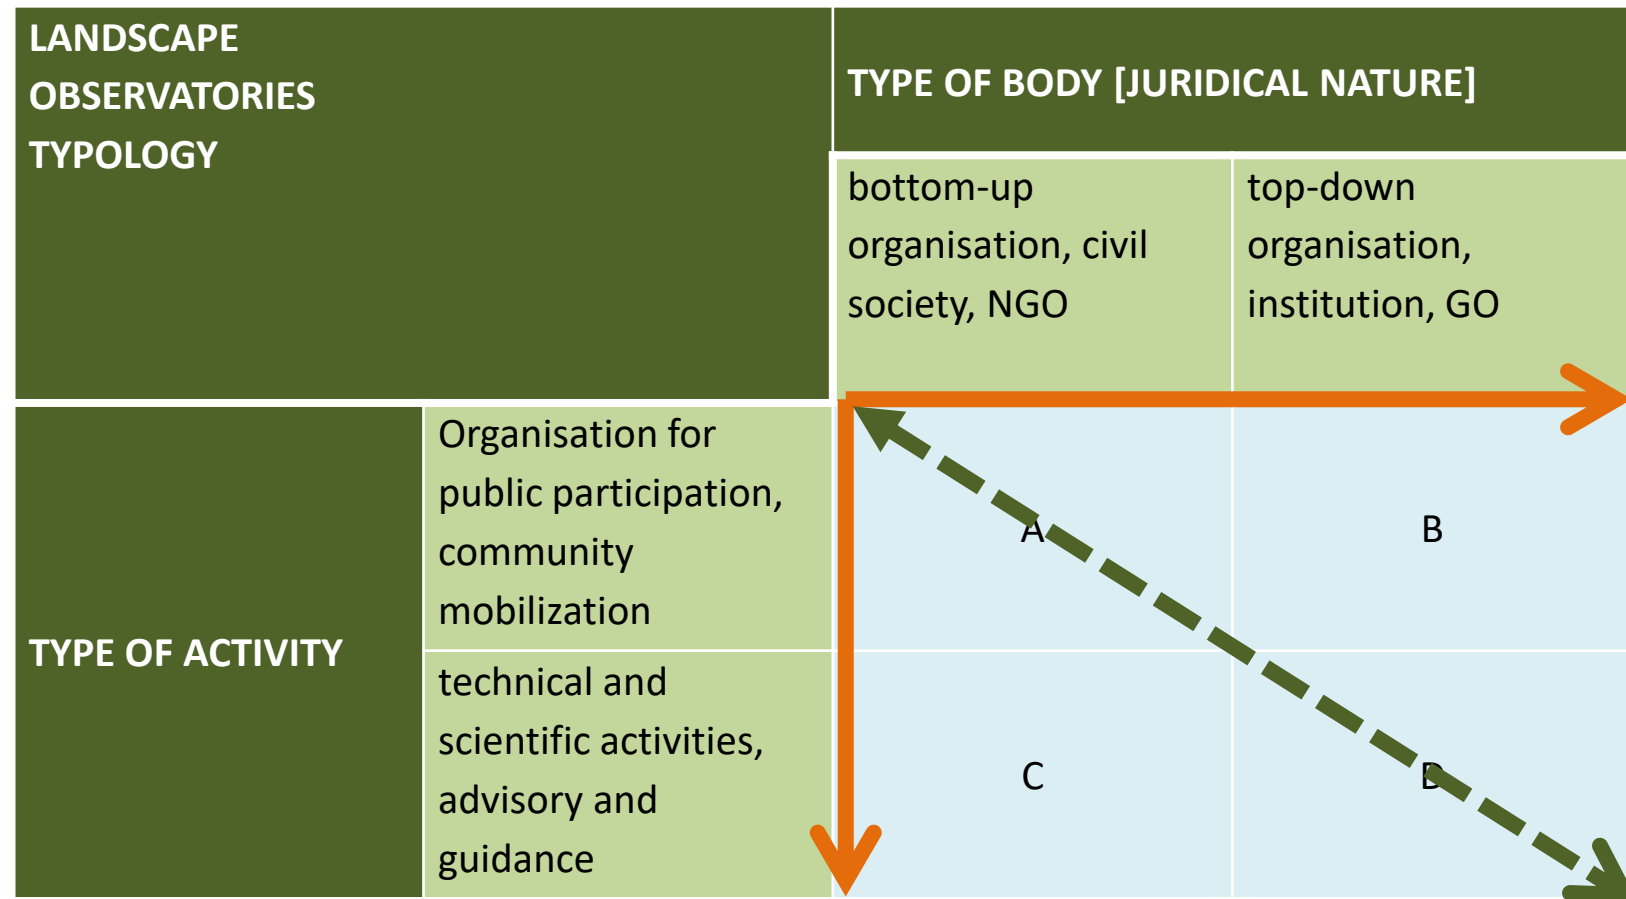 LANDSCAPE
OBSERVATORIES
TYPOLOGY
TYPE OF BODY [JURIDICAL NATURE]
bottom-up
organisation, civil
society, NGO
top-down
organisation,
institution, GO
TYPE OF ACTIVITY
Organisation for
public participation,
community
mobilization
A
B
technical and
scientific activities,
advisory and
guidance
C
D